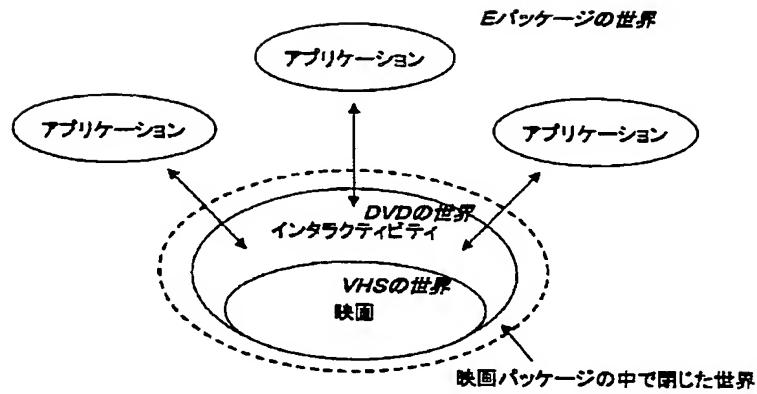 Eパッケージの世界
アプリケーション
アプリケーション
アプリケーション
DVDの世界
インタラクティビティ
VHSの世界
映画
映画パッケージの中で閉じた世界